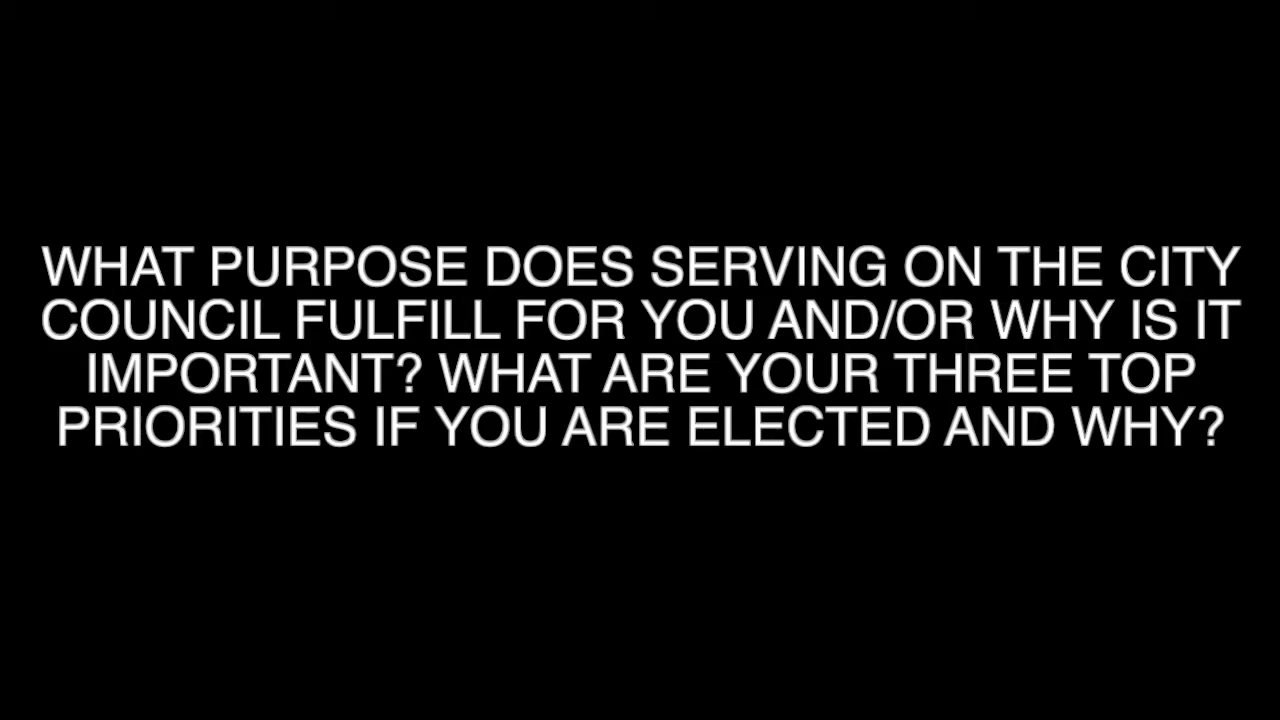 WHAT PURPOSE DOES SERVING ON THE CITY
COUNCIL FULFILL FOR YOU AND/OR WHY IS IT
IMPORTANT? WHAT ARE YOUR THREE TOP
PRIORITIES IF YOU ARE ELECTED AND WHY?